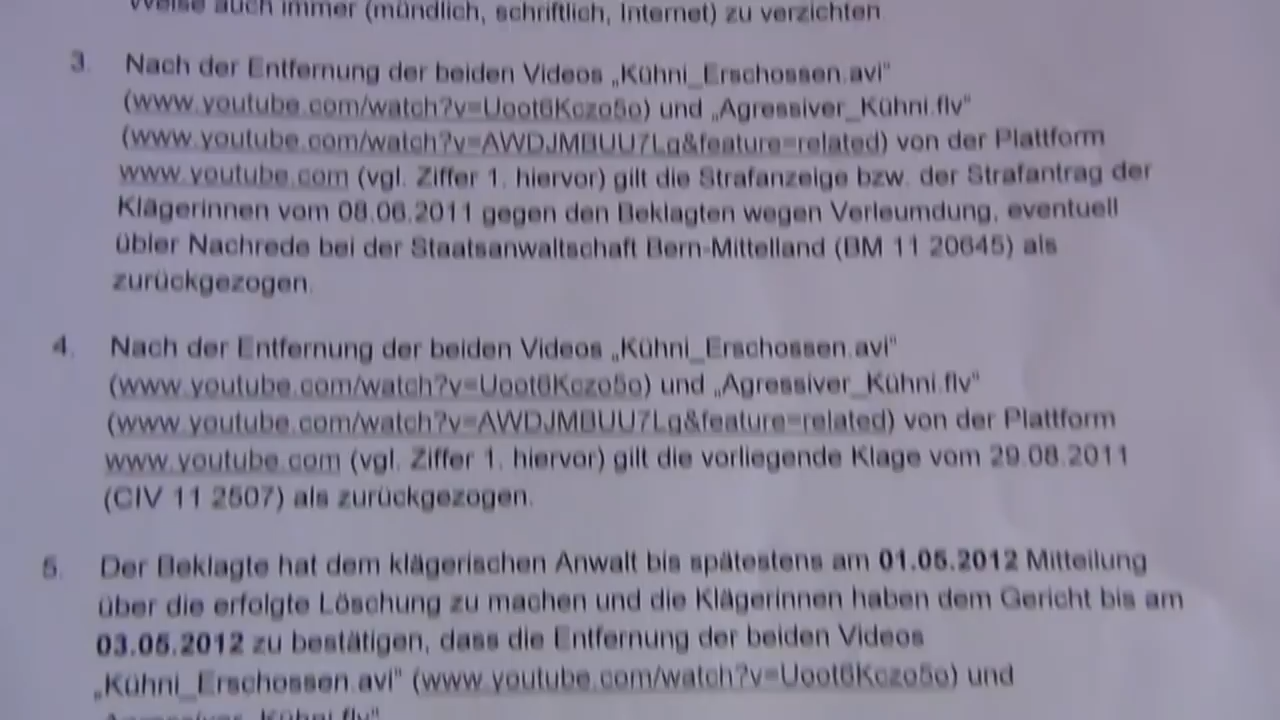 Weise auch immer (mündlich, schriftlich, Internet) zu verzichten
3. Nach der Entfernung der beiden Videos „Kühni_Erschossen.avi"
(www.youtube.com/watch?v=Uoot6Kczo5o) und „Agressiver_Kühni.flv"
(www.youtube.com/watch?v=AWDJMBUU7Lg&feature=related) von der Plattform
www.youtube.com (vgl. Ziffer 1. hiervor) gilt die Strafanzeige bzw. der Strafantrag der
Klägerinnen vom 08.06.2011 gegen den Beklagten wegen Verleumdung, eventuell
übler Nachrede bei der Staatsanwaltschaft Bern-Mittelland (BM 11 20645) als
zurückgezogen.
4. Nach der Entfernung der beiden Videos „Kühni_Erschossen.avi"
(www.youtube.com/watch?v=Uoot6Kczo5o) und „Agressiver_Kühni.flv"
(www.youtube.com/watch?v=AWDJMBUU7Lg&feature=related) von der Plattform
www.youtube.com (vgl. Ziffer 1. hiervor) gilt die vorliegende Klage vom 29.08.2011
(CIV 11 2507) als zurückgezogen.
5. Der Beklagte hat dem klägerischen Anwalt bis spätestens am 01.05.2012 Mitteilung
über die erfolgte Löschung zu machen und die Klägerinnen haben dem Gericht bis am
03.05.2012 zu bestätigen, dass die Entfernung der beiden Videos
„Kühni_Erschossen.avi" (www.youtube.com/watch?v=Uoot6Kczo5o) und
„Agressiver_Kühni.flv"